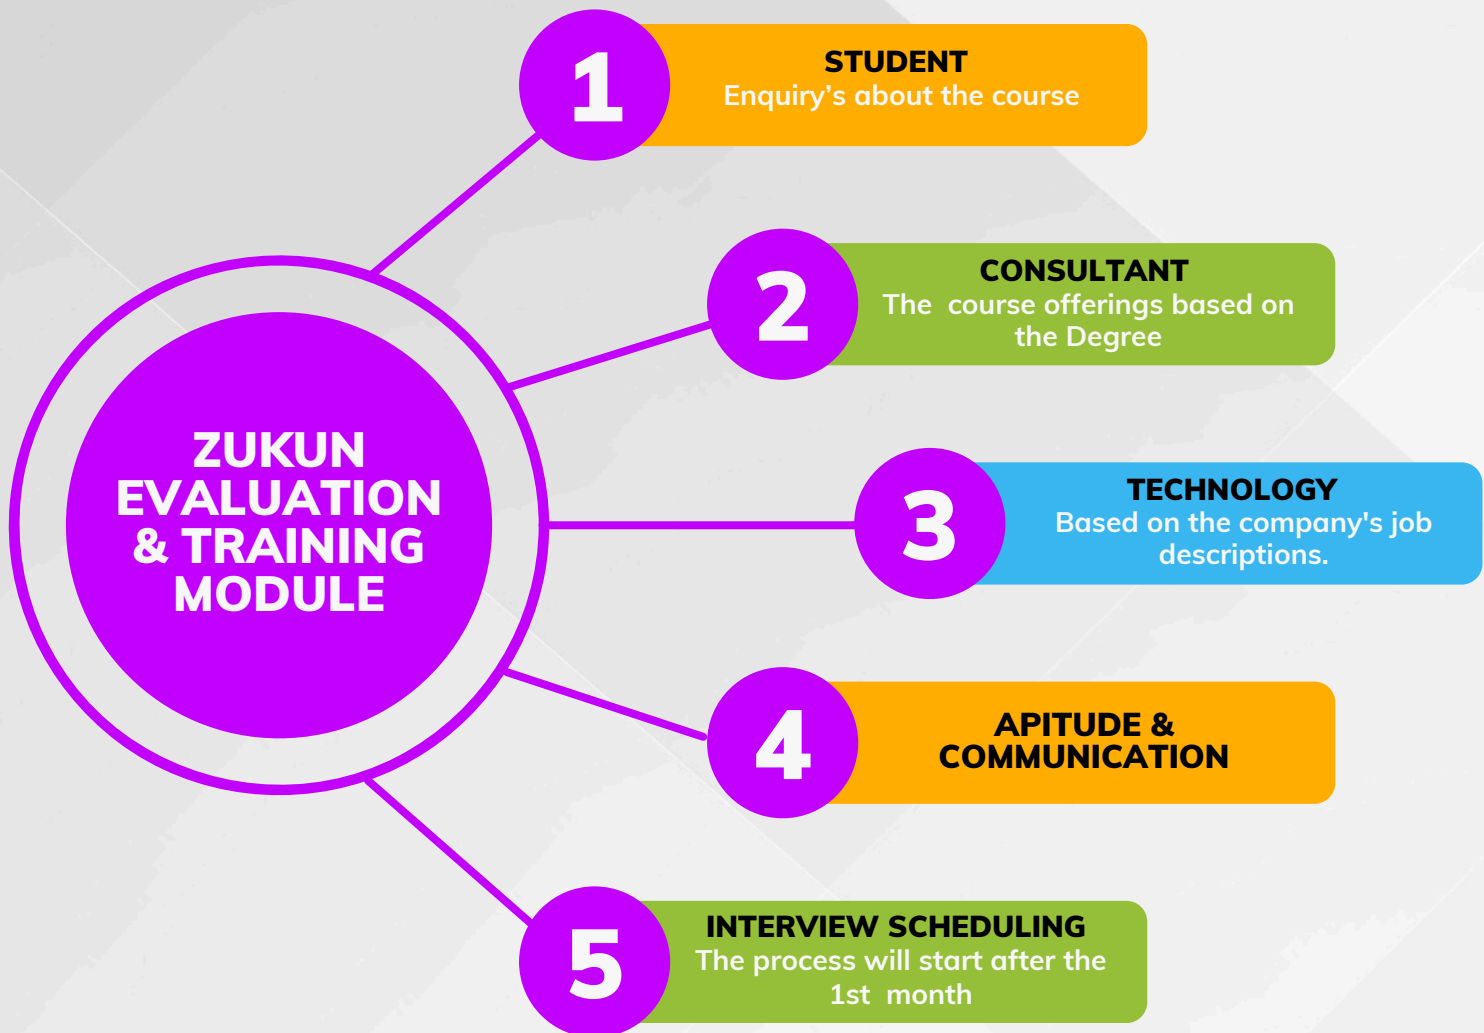 1
STUDENT
Enquiry’s about the course
2
CONSULTANT
The  course offerings based on
the Degree
ZUKUN
EVALUATION
& TRAINING
MODULE
3
TECHNOLOGY
Based on the company's job
descriptions.
4
APITUDE &
COMMUNICATION
5
INTERVIEW SCHEDULING
The process will start after the
1st  month